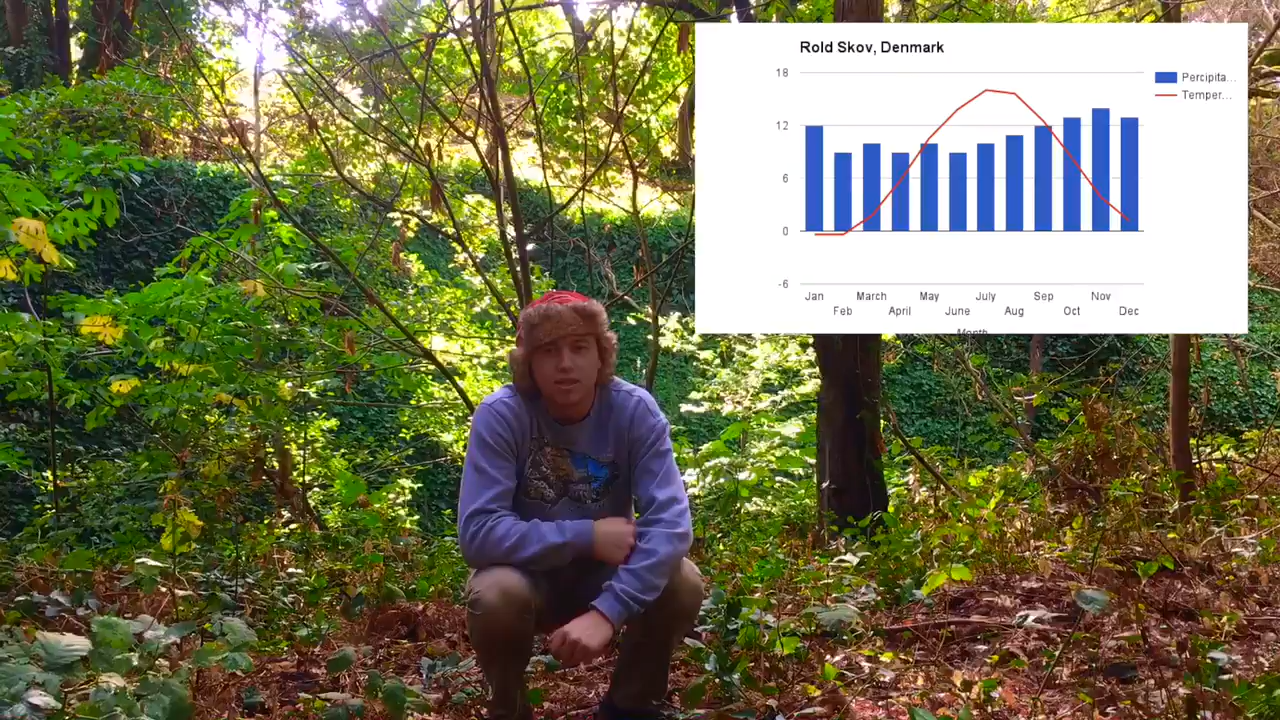 Rold Skov, Denmark
18
12
6
0
-6
Percipita...
Temper...
Jan March May July Sep Nov
Feb April June Aug Oct Dec
Month